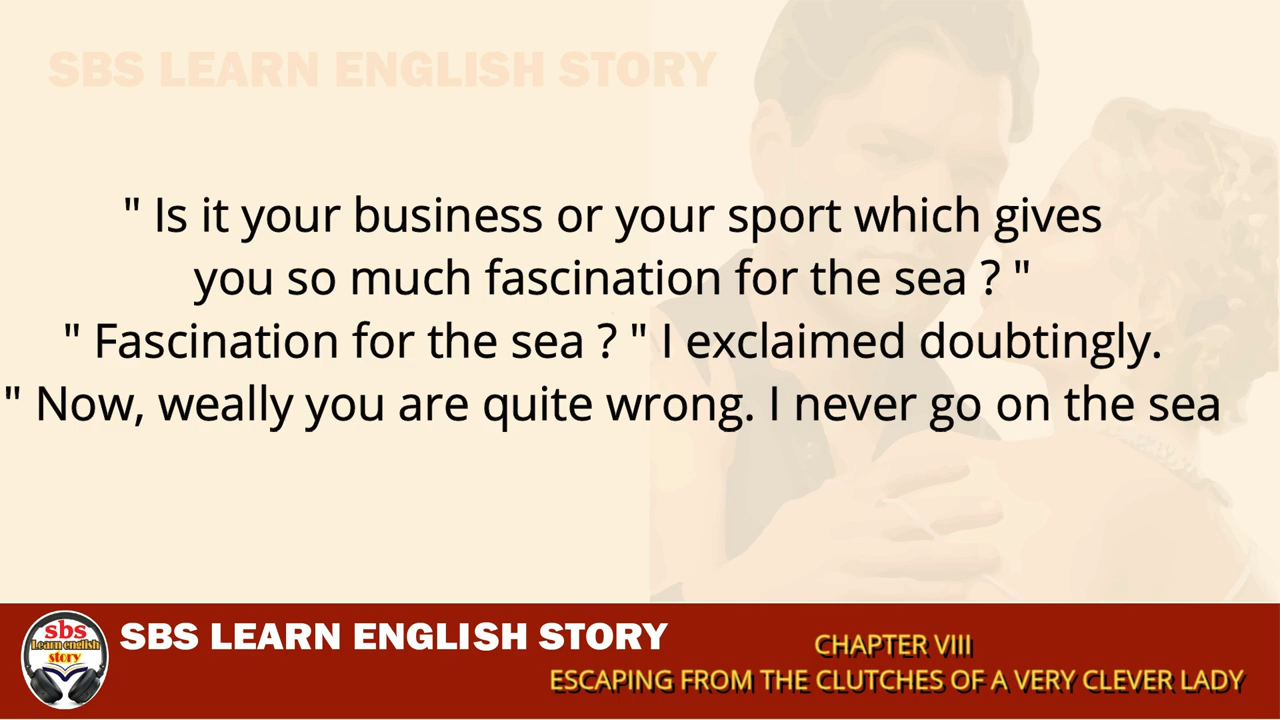 SBS LEARN ENGLISH STORY
" Is it your business or your sport which gives
you so much fascination for the sea ? "
" Fascination for the sea ? " I exclaimed doubtingly.
" Now, weally you are quite wrong. I never go on the sea
sbs
Learn english
story
SBS LEARN ENGLISH STORY
CHAPTER VIII
ESCAPING FROM THE CLUTCHES OF A VERY CLEVER LADY